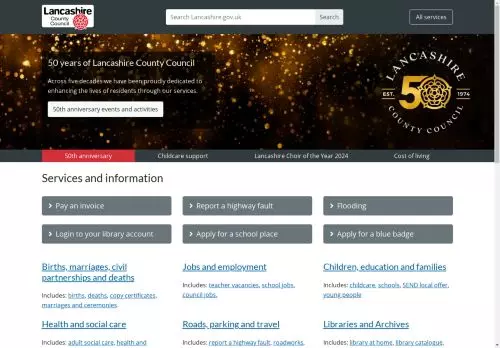 Lancashire
County
Council
Search Lancashire.gov.uk
Search
All services
50 years of Lancashire County Council
Across five decades we have been proudly dedicated to
enhancing the lives of residents through our services.
50th anniversary events and activities
LANCASHIRE
EST. 50 1974
COUNTY COUNCIL
50th anniversary
Childcare support
Lancashire Choir of the Year 2024
Cost of living
Services and information
Pay an invoice
Report a highway fault
Flooding
Login to your library account
Apply for a school place
Apply for a blue badge
Births, marriages, civil
partnerships and deaths
Includes: births, deaths, copy certificates,
marriages and ceremonies.
Jobs and employment
Includes: teacher vacancies, school jobs,
council jobs.
Children, education and families
Includes: childcare, schools, SEND local offer,
young people
Health and social care
Includes: adult social care, health and
Roads, parking and travel
Includes: report a highway fault, roadworks,
Libraries and Archives
Includes: library at home, library catalogue,